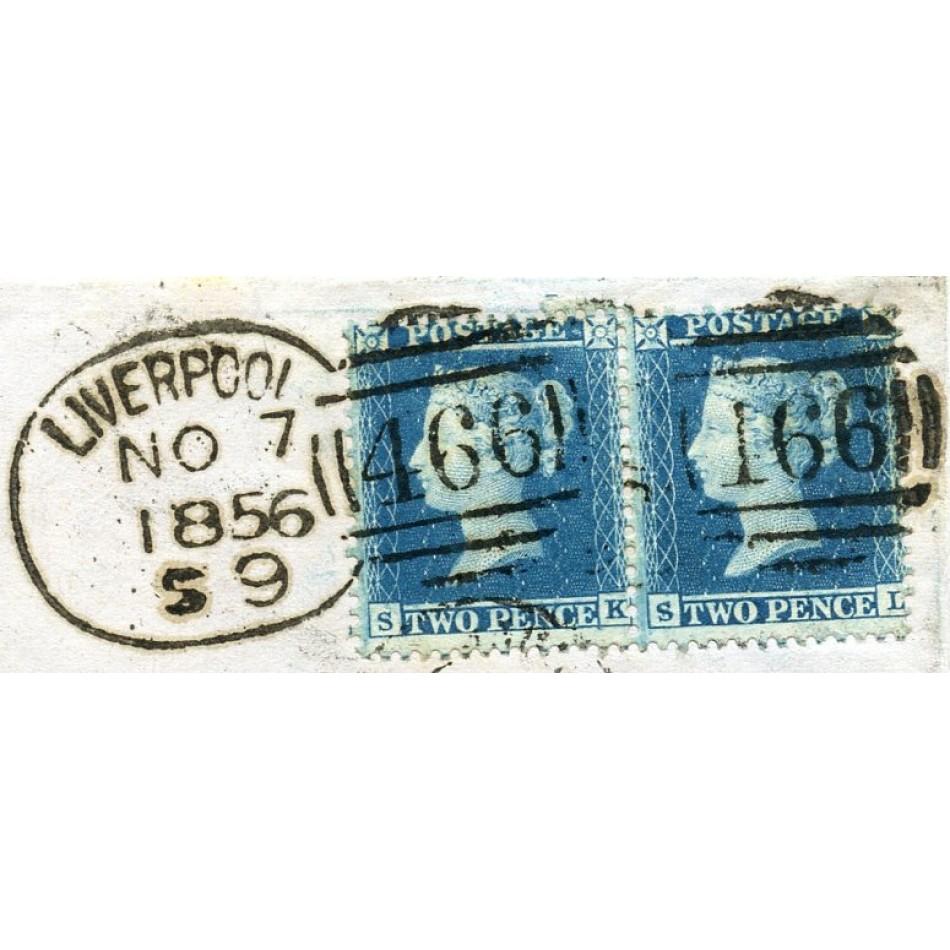 LIVERPOOL
NO 7
1856
S 9
POSTAGE
466
S TWO PENCE K
POSTAGE
466
S TWO PENCE L